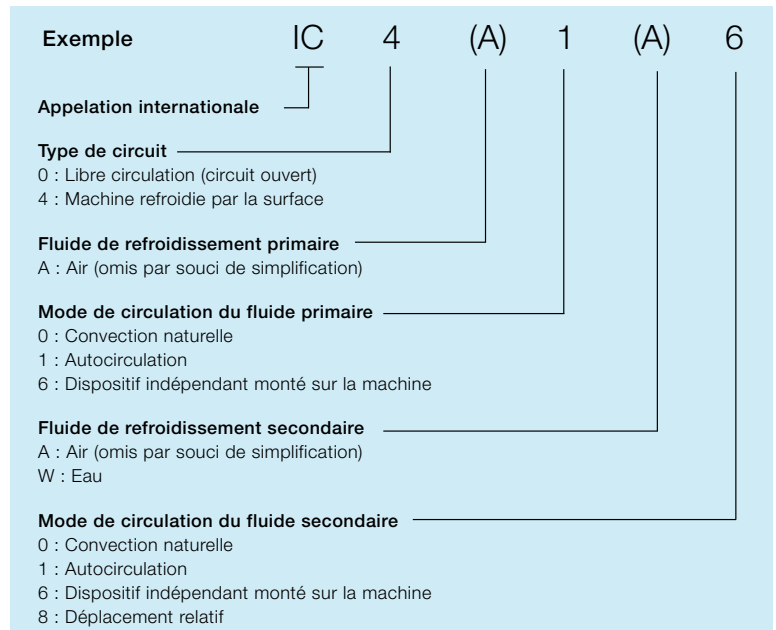 Exemple IC 4 (A) 1 (A) 6
Appelation internationale
Type de circuit
0 : Libre circulation (circuit ouvert)
4 : Machine refroidie par la surface
Fluide de refroidissement primaire
A : Air (omis par souci de simplification)
Mode de circulation du fluide primaire
0 : Convection naturelle
1 : Autocirculation
6 : Dispositif indépendant monté sur la machine
Fluide de refroidissement secondaire
A : Air (omis par souci de simplification)
W : Eau
Mode de circulation du fluide secondaire
0 : Convection naturelle
1 : Autocirculation
6 : Dispositif indépendant monté sur la machine
8 : Déplacement relatif